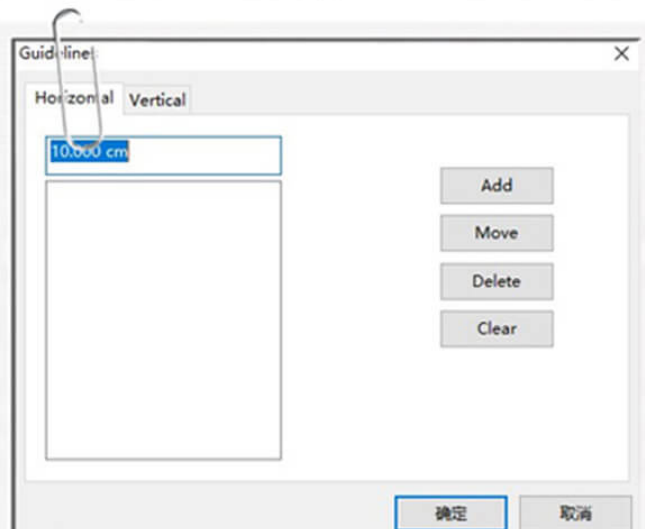 Guidelines
Horizontal Vertical
10.000 cm
Add
Move
Delete
Clear
确定 取消